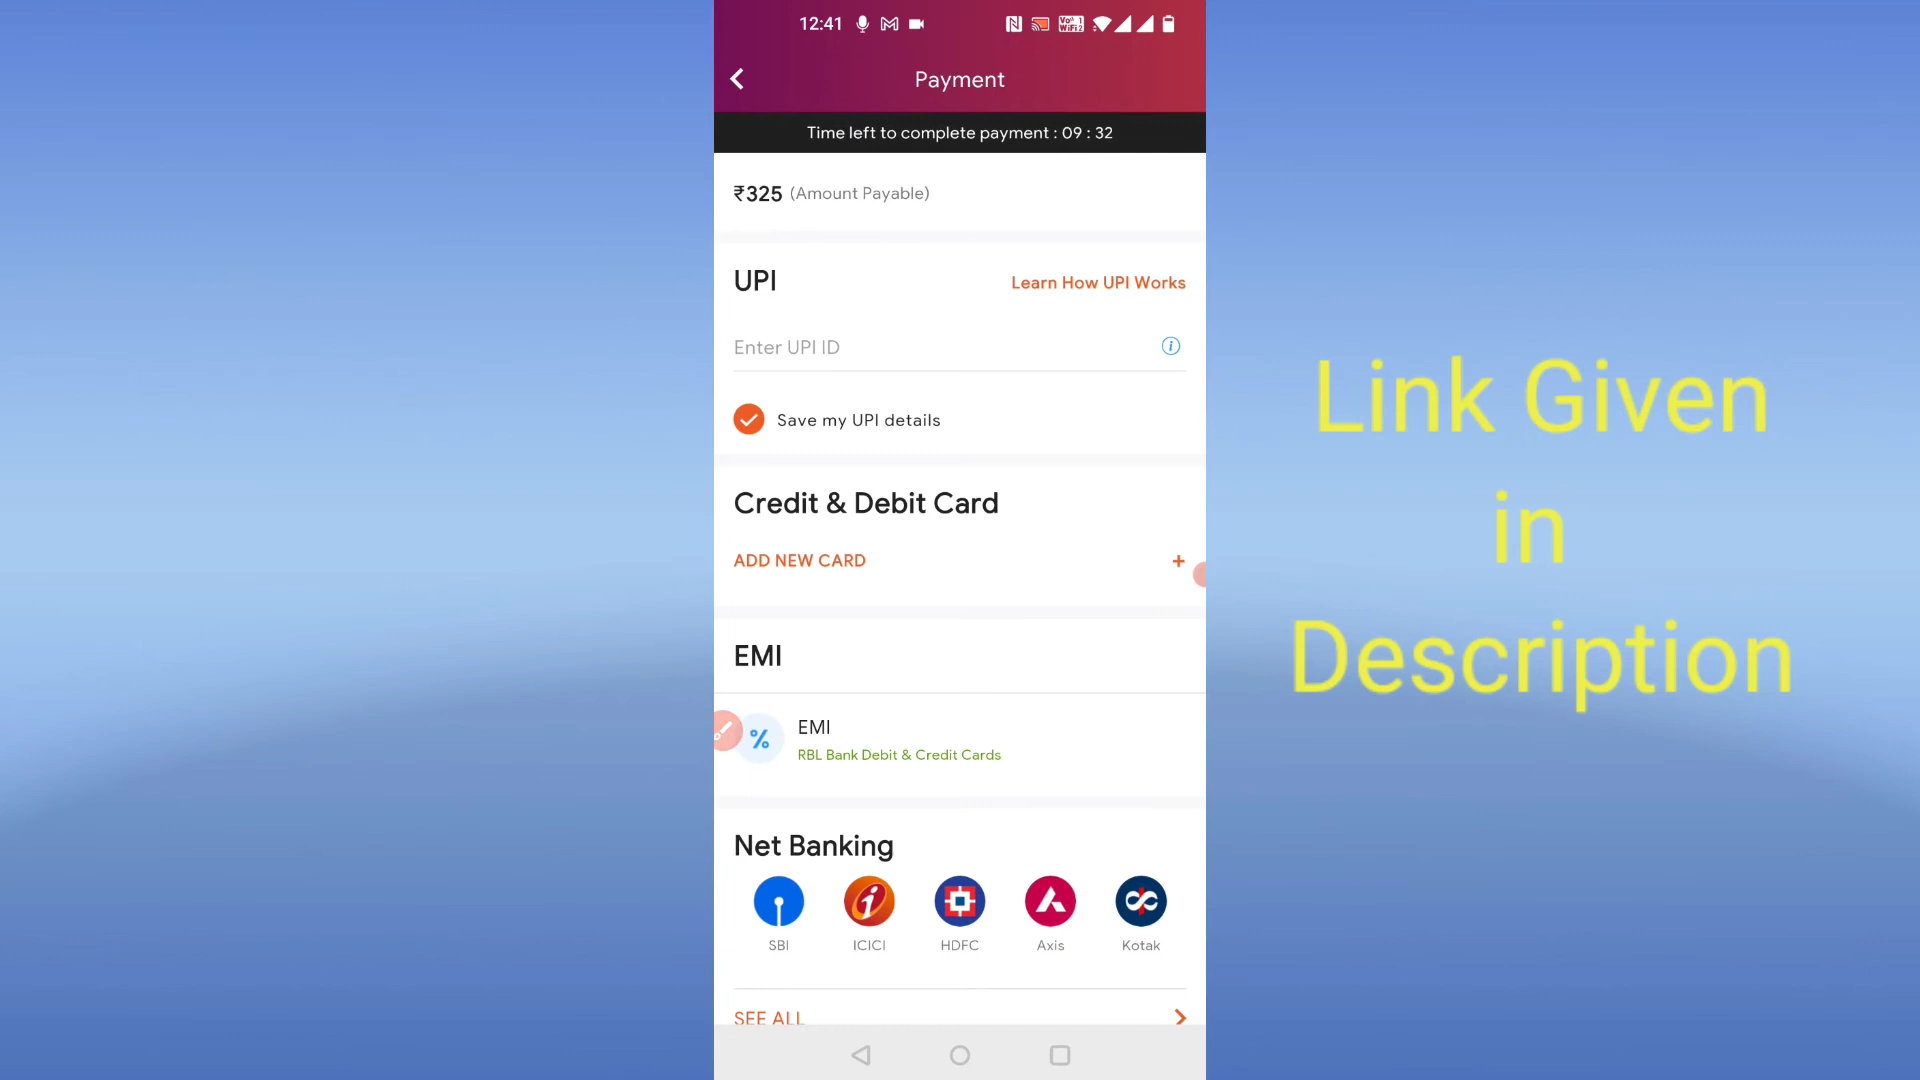 12:41
Payment
Time left to complete payment : 09 : 32
₹325 (Amount Payable)
UPI
Learn How UPI Works
Enter UPI ID
Save my UPI details
Credit & Debit Card
ADD NEW CARD +
EMI
% EMI
RBL Bank Debit & Credit Cards
Net Banking
SBI ICICI HDFC Axis Kotak
SEE ALL
Link Given
in
Description